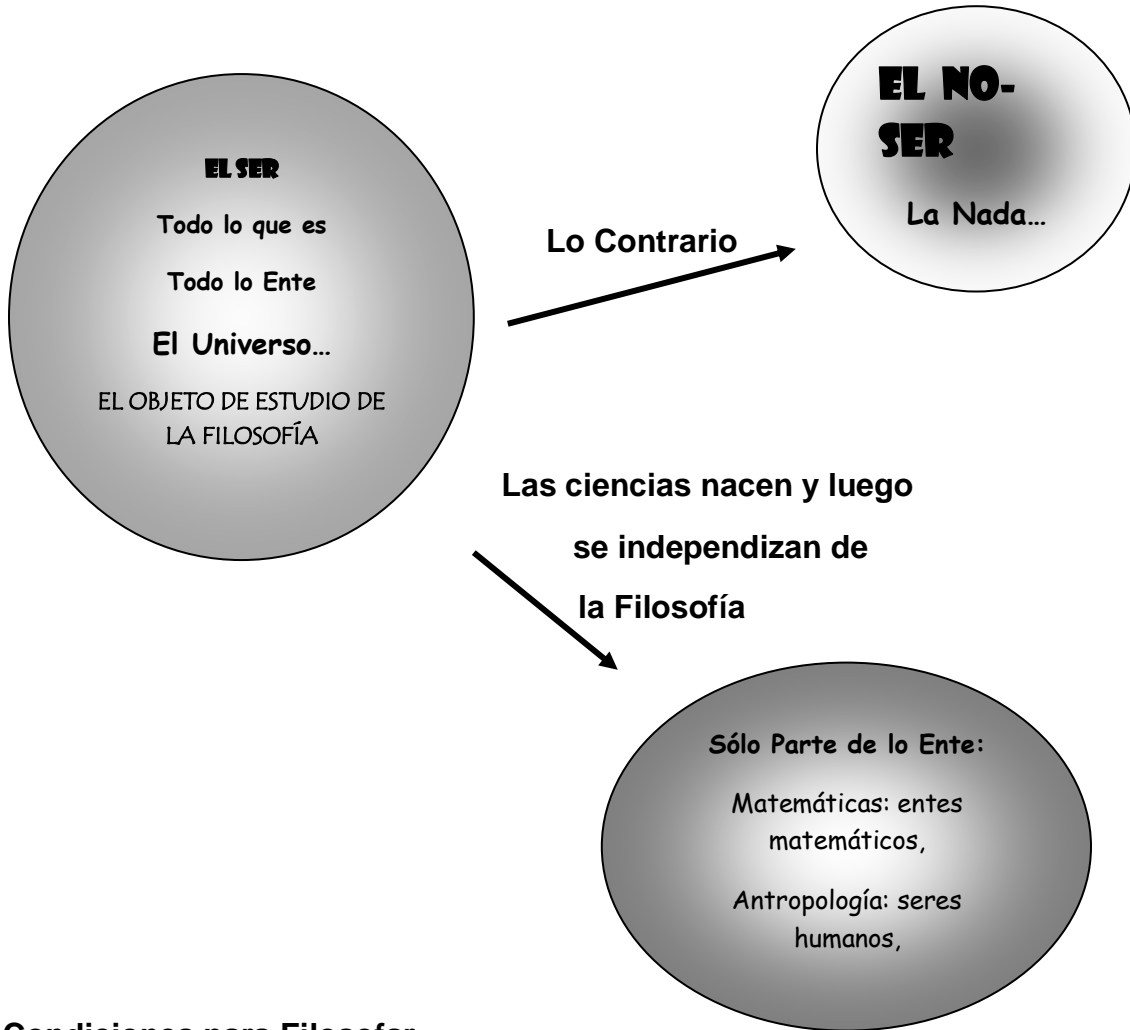 EL SER
Todo lo que es
Todo lo Ente
El Universo…
EL OBJETO DE ESTUDIO DE
LA FILOSOFÍA
Lo Contrario
EL NO-
SER
La Nada…
Las ciencias nacen y luego
se independizan de
la Filosofía
Sólo Parte de lo Ente:
Matemáticas: entes
matemáticos,
Antropología: seres
humanos,
Condiciones para Filosofar